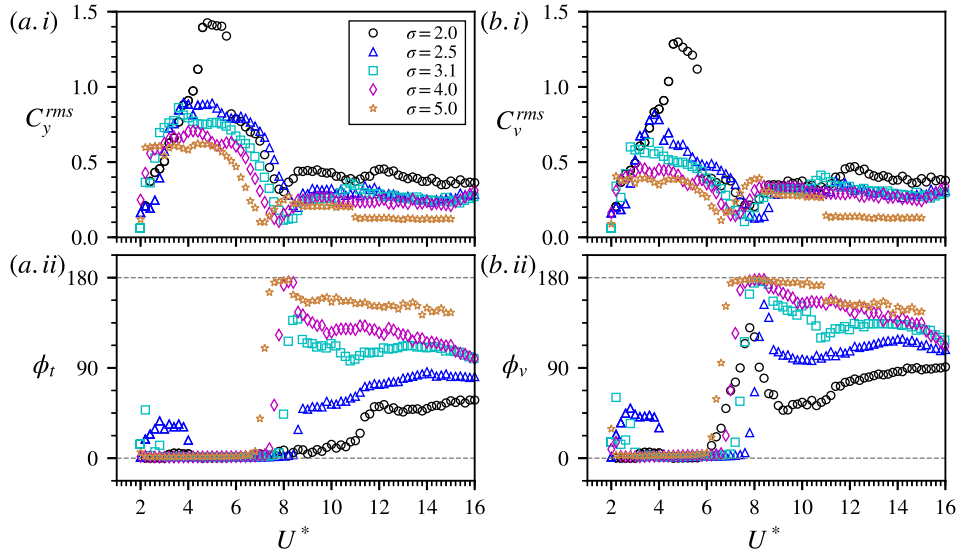 (a.i)
(b.i)
1.5
1.0
0.5
0.0
C_y^{rms}
σ = 2.0
σ = 2.5
σ = 3.1
σ = 4.0
σ = 5.0
1.5
1.0
0.5
0.0
C_v^{rms}
(a.ii)
(b.ii)
180
90
0
ϕ_t
180
90
0
ϕ_v
2 4 6 8 10 12 14 16
2 4 6 8 10 12 14 16
U*
U*